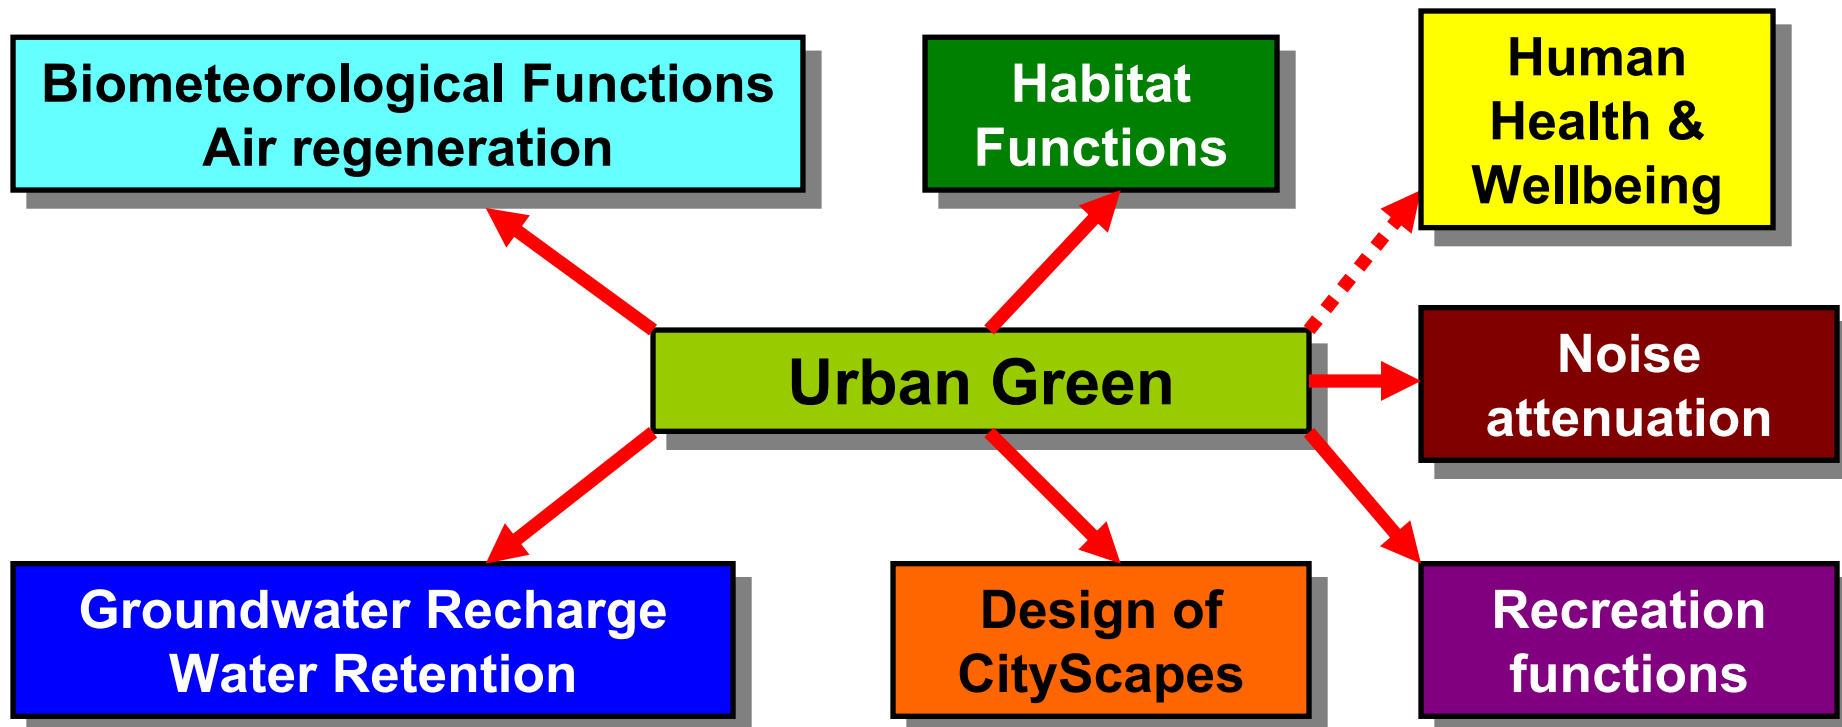 Biometeorological Functions
Air regeneration
Habitat
Functions
Human
Health &
Wellbeing
Urban Green
Noise
attenuation
Groundwater Recharge
Water Retention
Design of
CityScapes
Recreation
functions